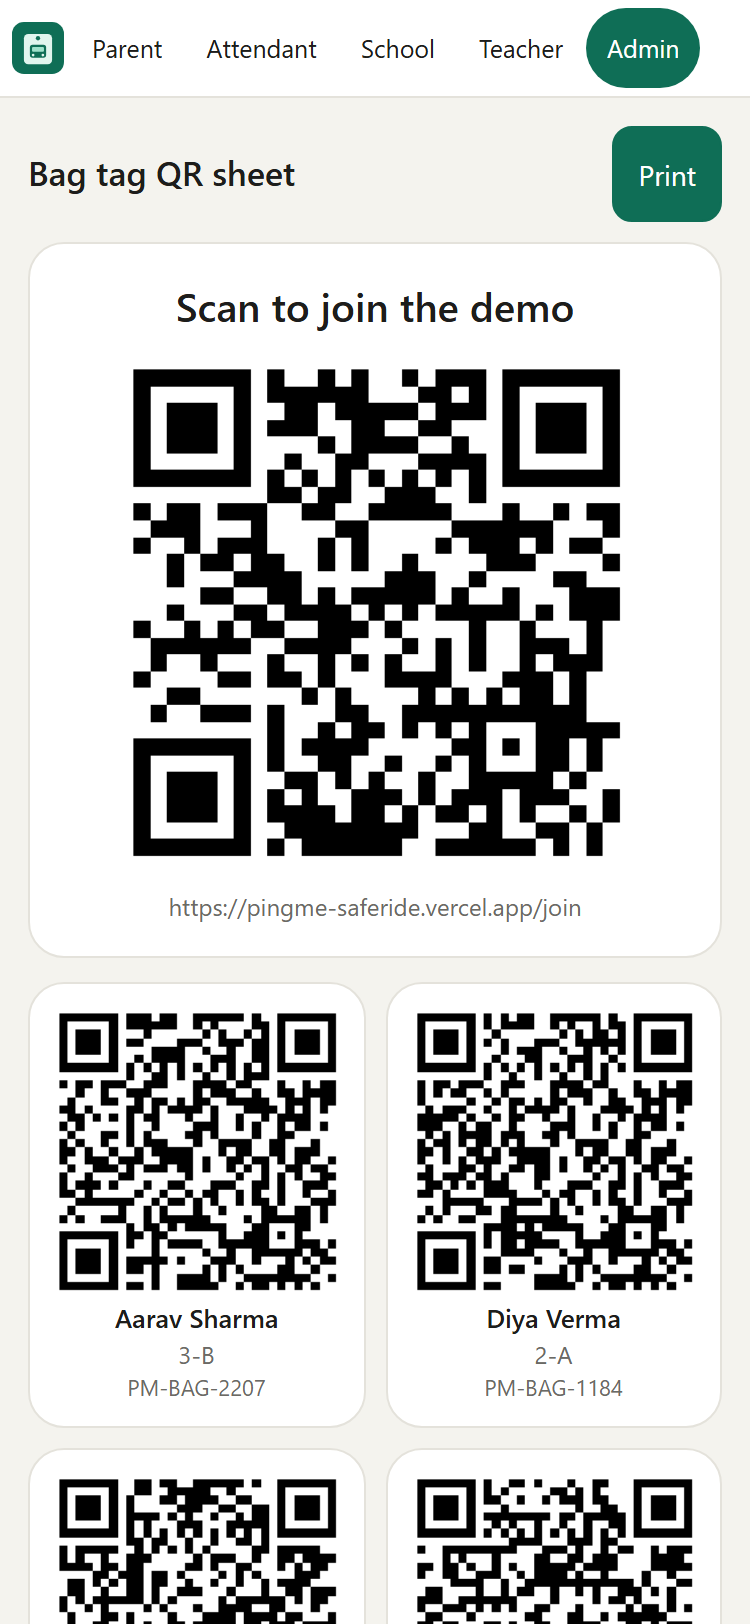 Parent Attendant School Teacher Admin
Bag tag QR sheet
Print
Scan to join the demo
https://pingme-saferide.vercel.app/join
Aarav Sharma
3-B
PM-BAG-2207
Diya Verma
2-A
PM-BAG-1184